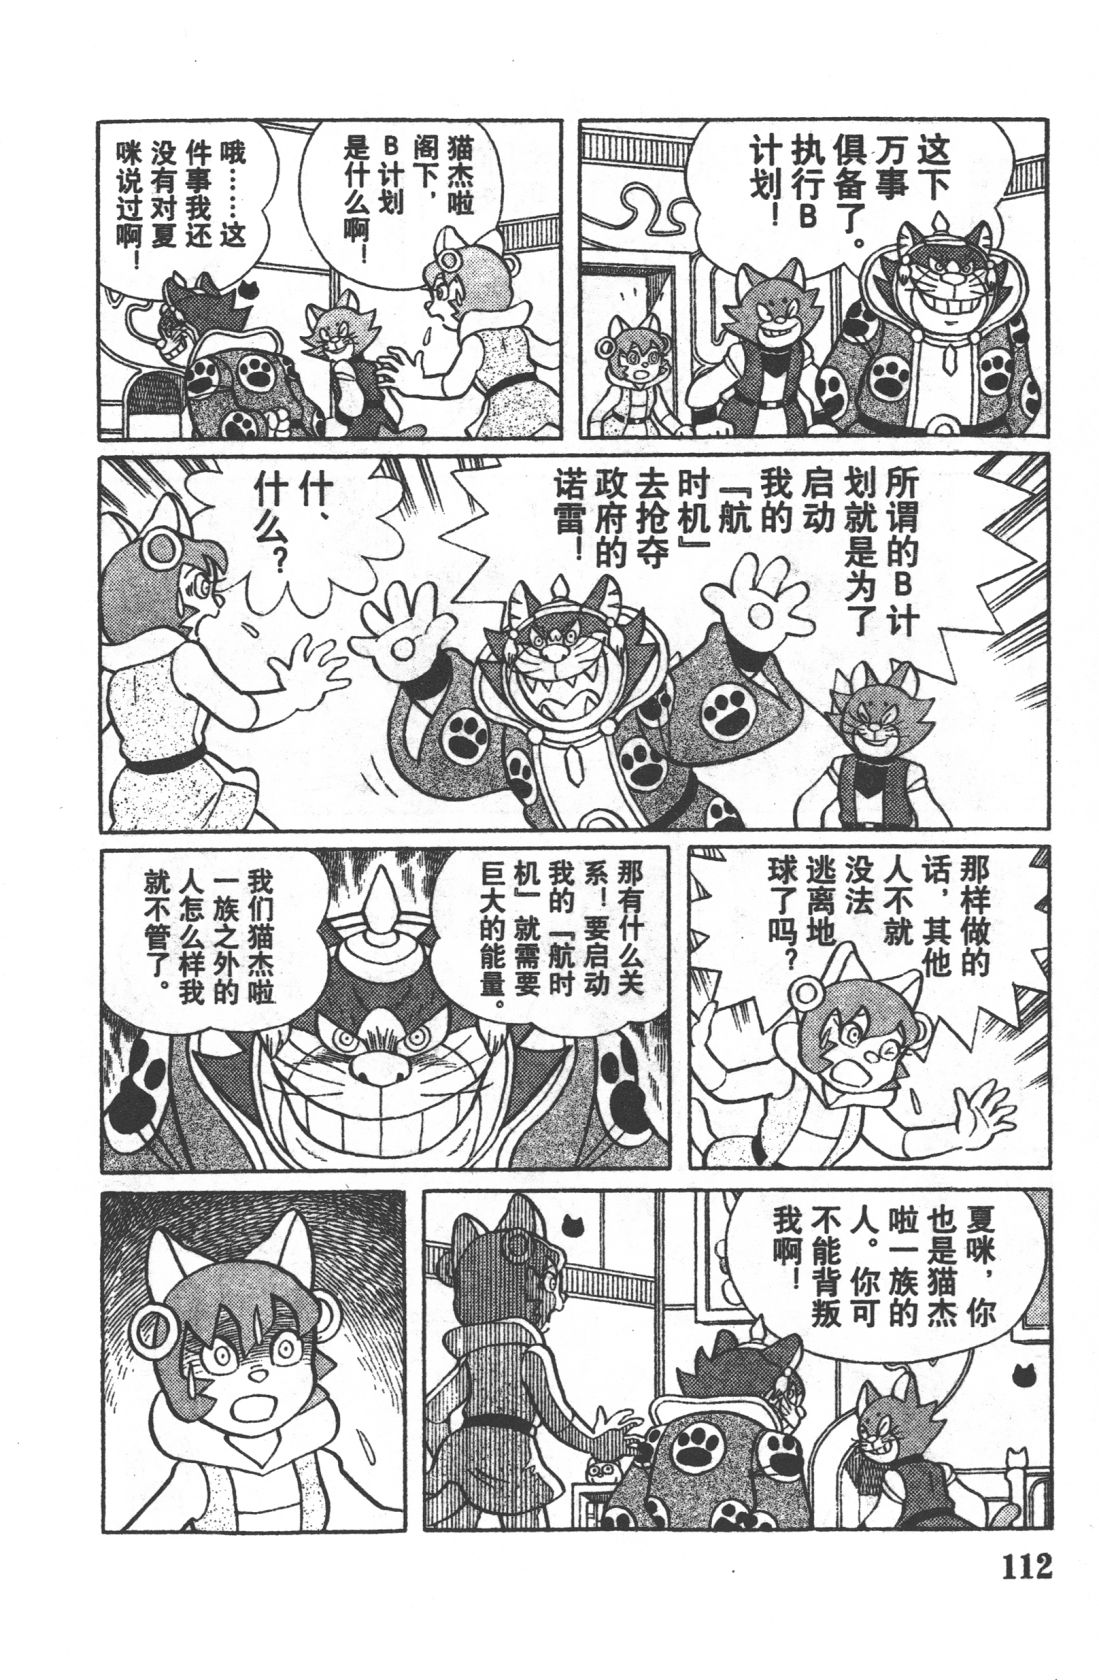 这下
万事
俱备了。
执行B
计划！
猫杰啦
阁下，
B计划
是什么啊！
哦……这
件事我还
没有对夏
咪说过啊！
所谓的B计
划就是为了
启动
我的
『航
时机』
去抢夺
政府的
诺雷！
什、
什么？
那样做的
话，其他
人不就
没法
逃离地
球了吗？
那有什么关
系！要启动
我的『航时
机』就需要
巨大的能量。
我们猫杰啦
一族之外的
人怎么样我
就不管了。
夏咪，你
也是猫杰
啦一族的
人。你可
不能背叛
我啊！
112